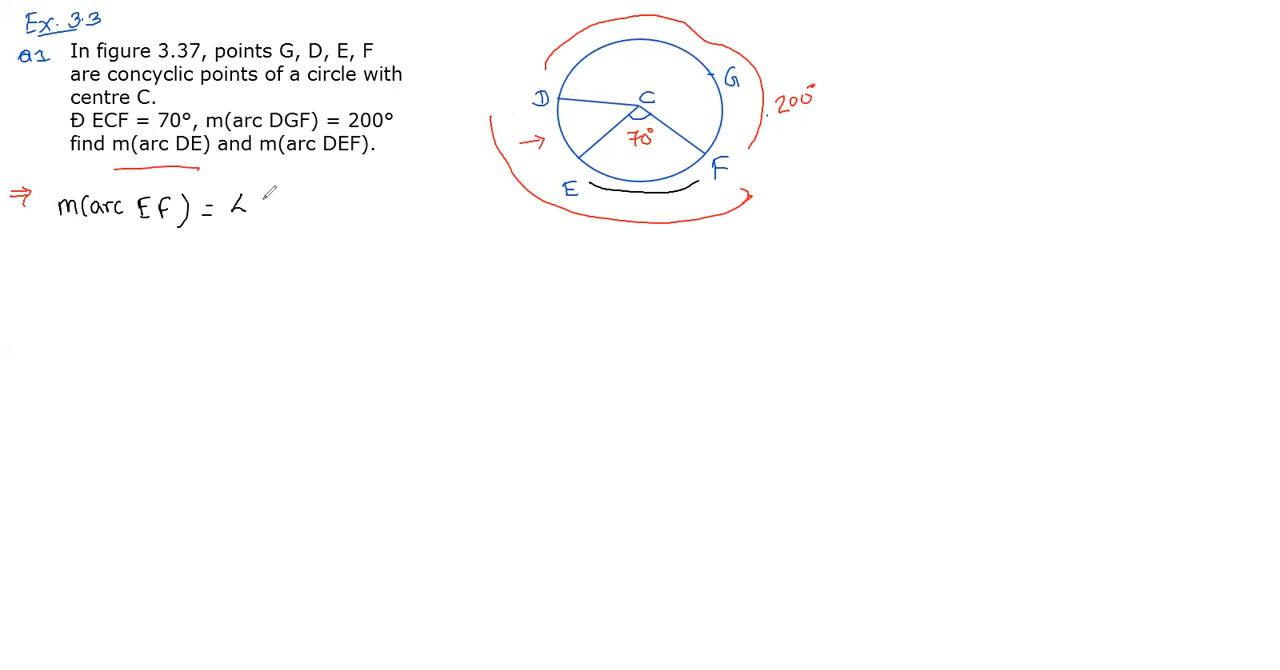 Ex. 3.3
Q1 In figure 3.37, points G, D, E, F
are concyclic points of a circle with
centre C.
Ð ECF = 70°, m(arc DGF) = 200°
find m(arc DE) and m(arc DEF).
⇒ m(arc EF) = ∠
G
D
C
200°
70°
F
E